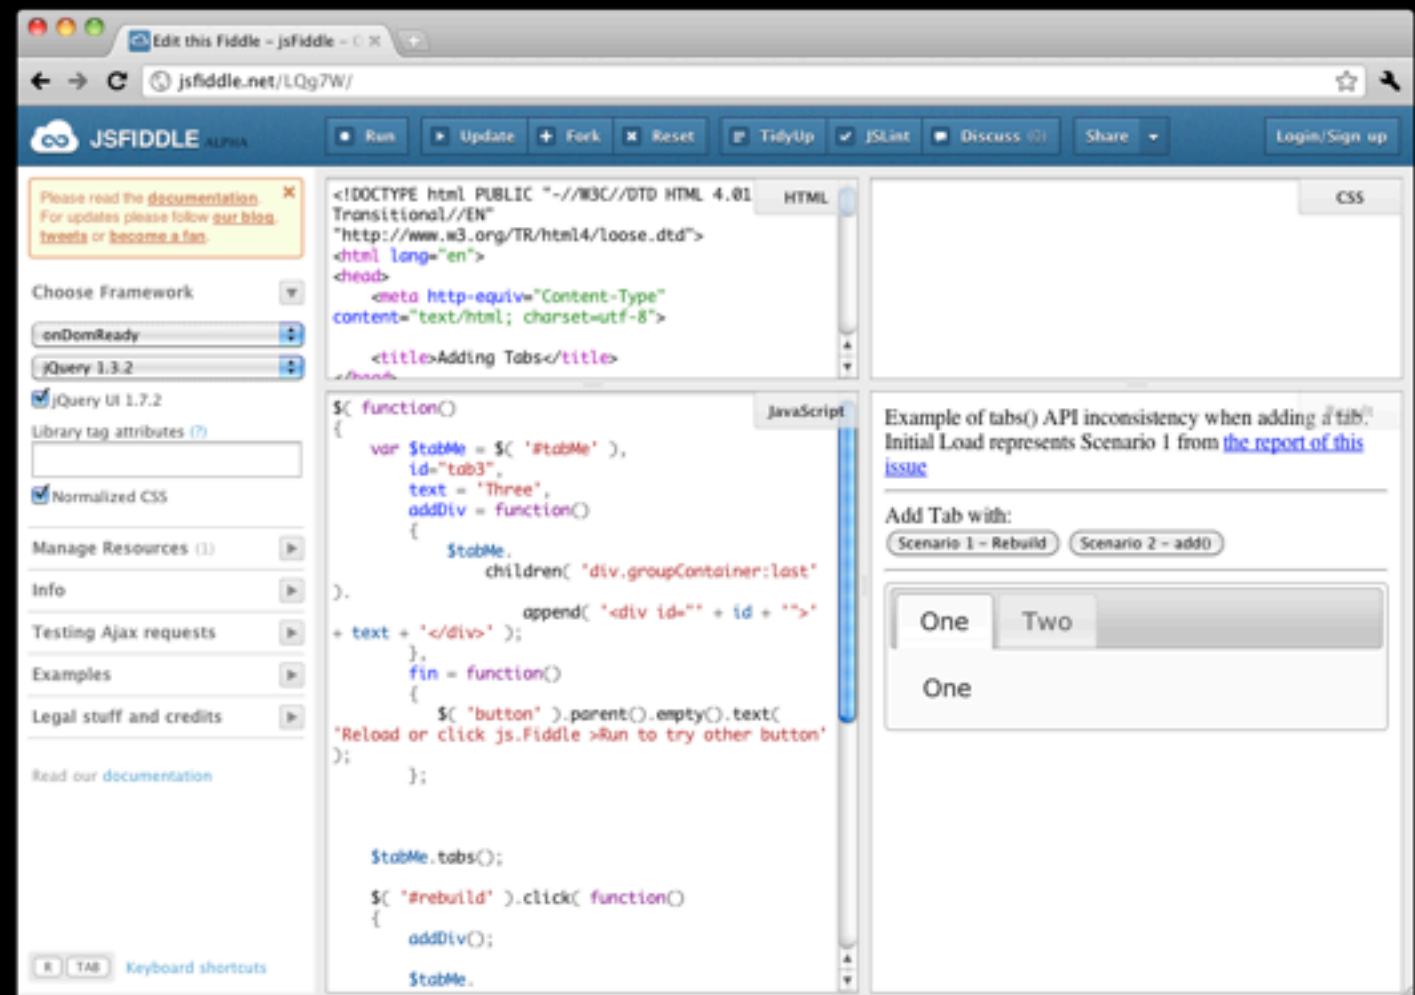 Edit this Fiddle - jsFiddle -
jsfiddle.net/LQg7W/
JSFIDDLE ALPHA
Run
Update
Fork
Reset
TidyUp
JSLint
Discuss (0)
Share
Login/Sign up
Please read the documentation.
For updates please follow our blog,
tweets or become a fan.
Choose Framework
onDomReady
jQuery 1.3.2
jQuery UI 1.7.2
Library tag attributes (?)
Normalized CSS
Manage Resources (1)
Info
Testing Ajax requests
Examples
Legal stuff and credits
Read our documentation
R TAB Keyboard shortcuts
HTML
<!DOCTYPE html PUBLIC "-//W3C//DTD HTML 4.01
Transitional//EN"
"http://www.w3.org/TR/html4/loose.dtd">
<html lang="en">
<head>
<meta http-equiv="Content-Type"
content="text/html; charset=utf-8">
<title>Adding Tabs</title>
</head>
CSS
JavaScript
$( function()
{
var $tabMe = $( '#tabMe' ),
id="tab3",
text = 'Three',
addDiv = function()
{
$tabMe.
children( 'div.groupContainer:last'
).
append( '<div id="' + id + '">'
+ text + '</div>' );
},
fin = function()
{
$( 'button' ).parent().empty().text(
'Reload or click js.Fiddle >Run to try other button'
);
};
$tabMe.tabs();
$( '#rebuild' ).click( function()
{
addDiv();
$tabMe.
Result
Example of tabs() API inconsistency when adding a tab.
Initial Load represents Scenario 1 from the report of this
issue
Add Tab with:
Scenario 1 - Rebuild
Scenario 2 - add()
One
Two
One